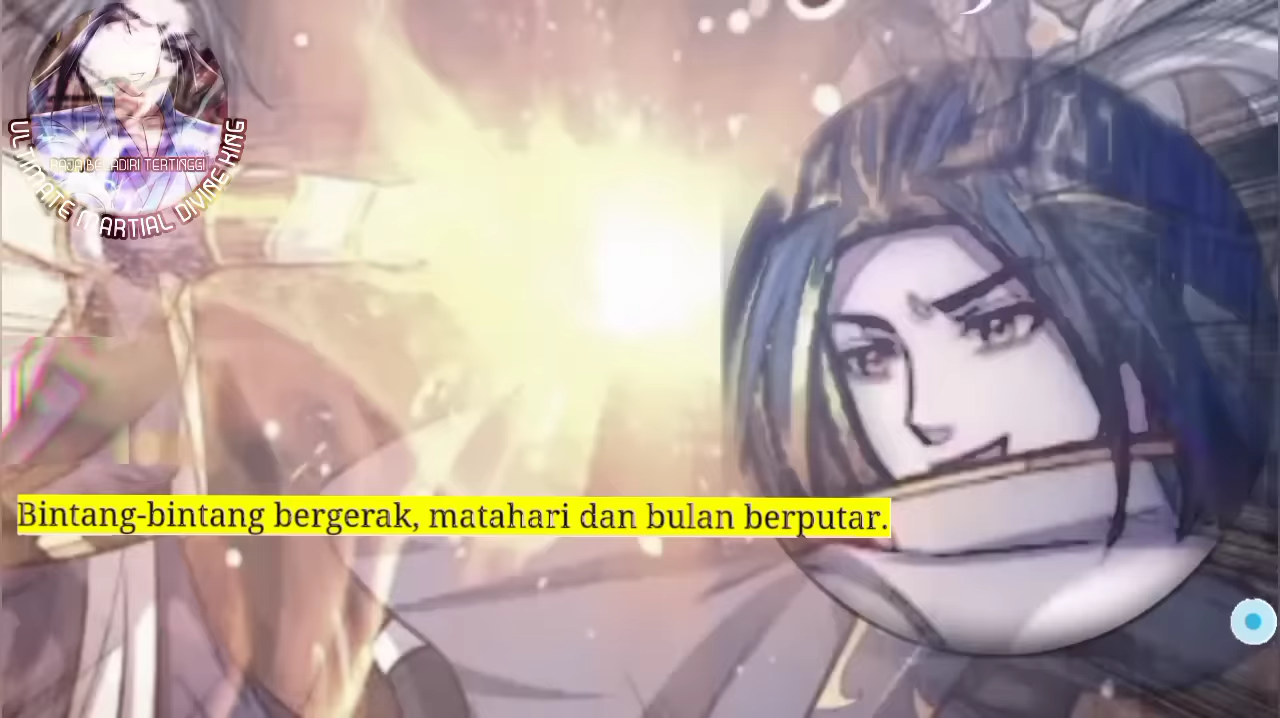 RAJA BELADIRI TERTINGGI
ULTIMATE MARTIAL DIVINE KING
Bintang-bintang bergerak, matahari dan bulan berputar.